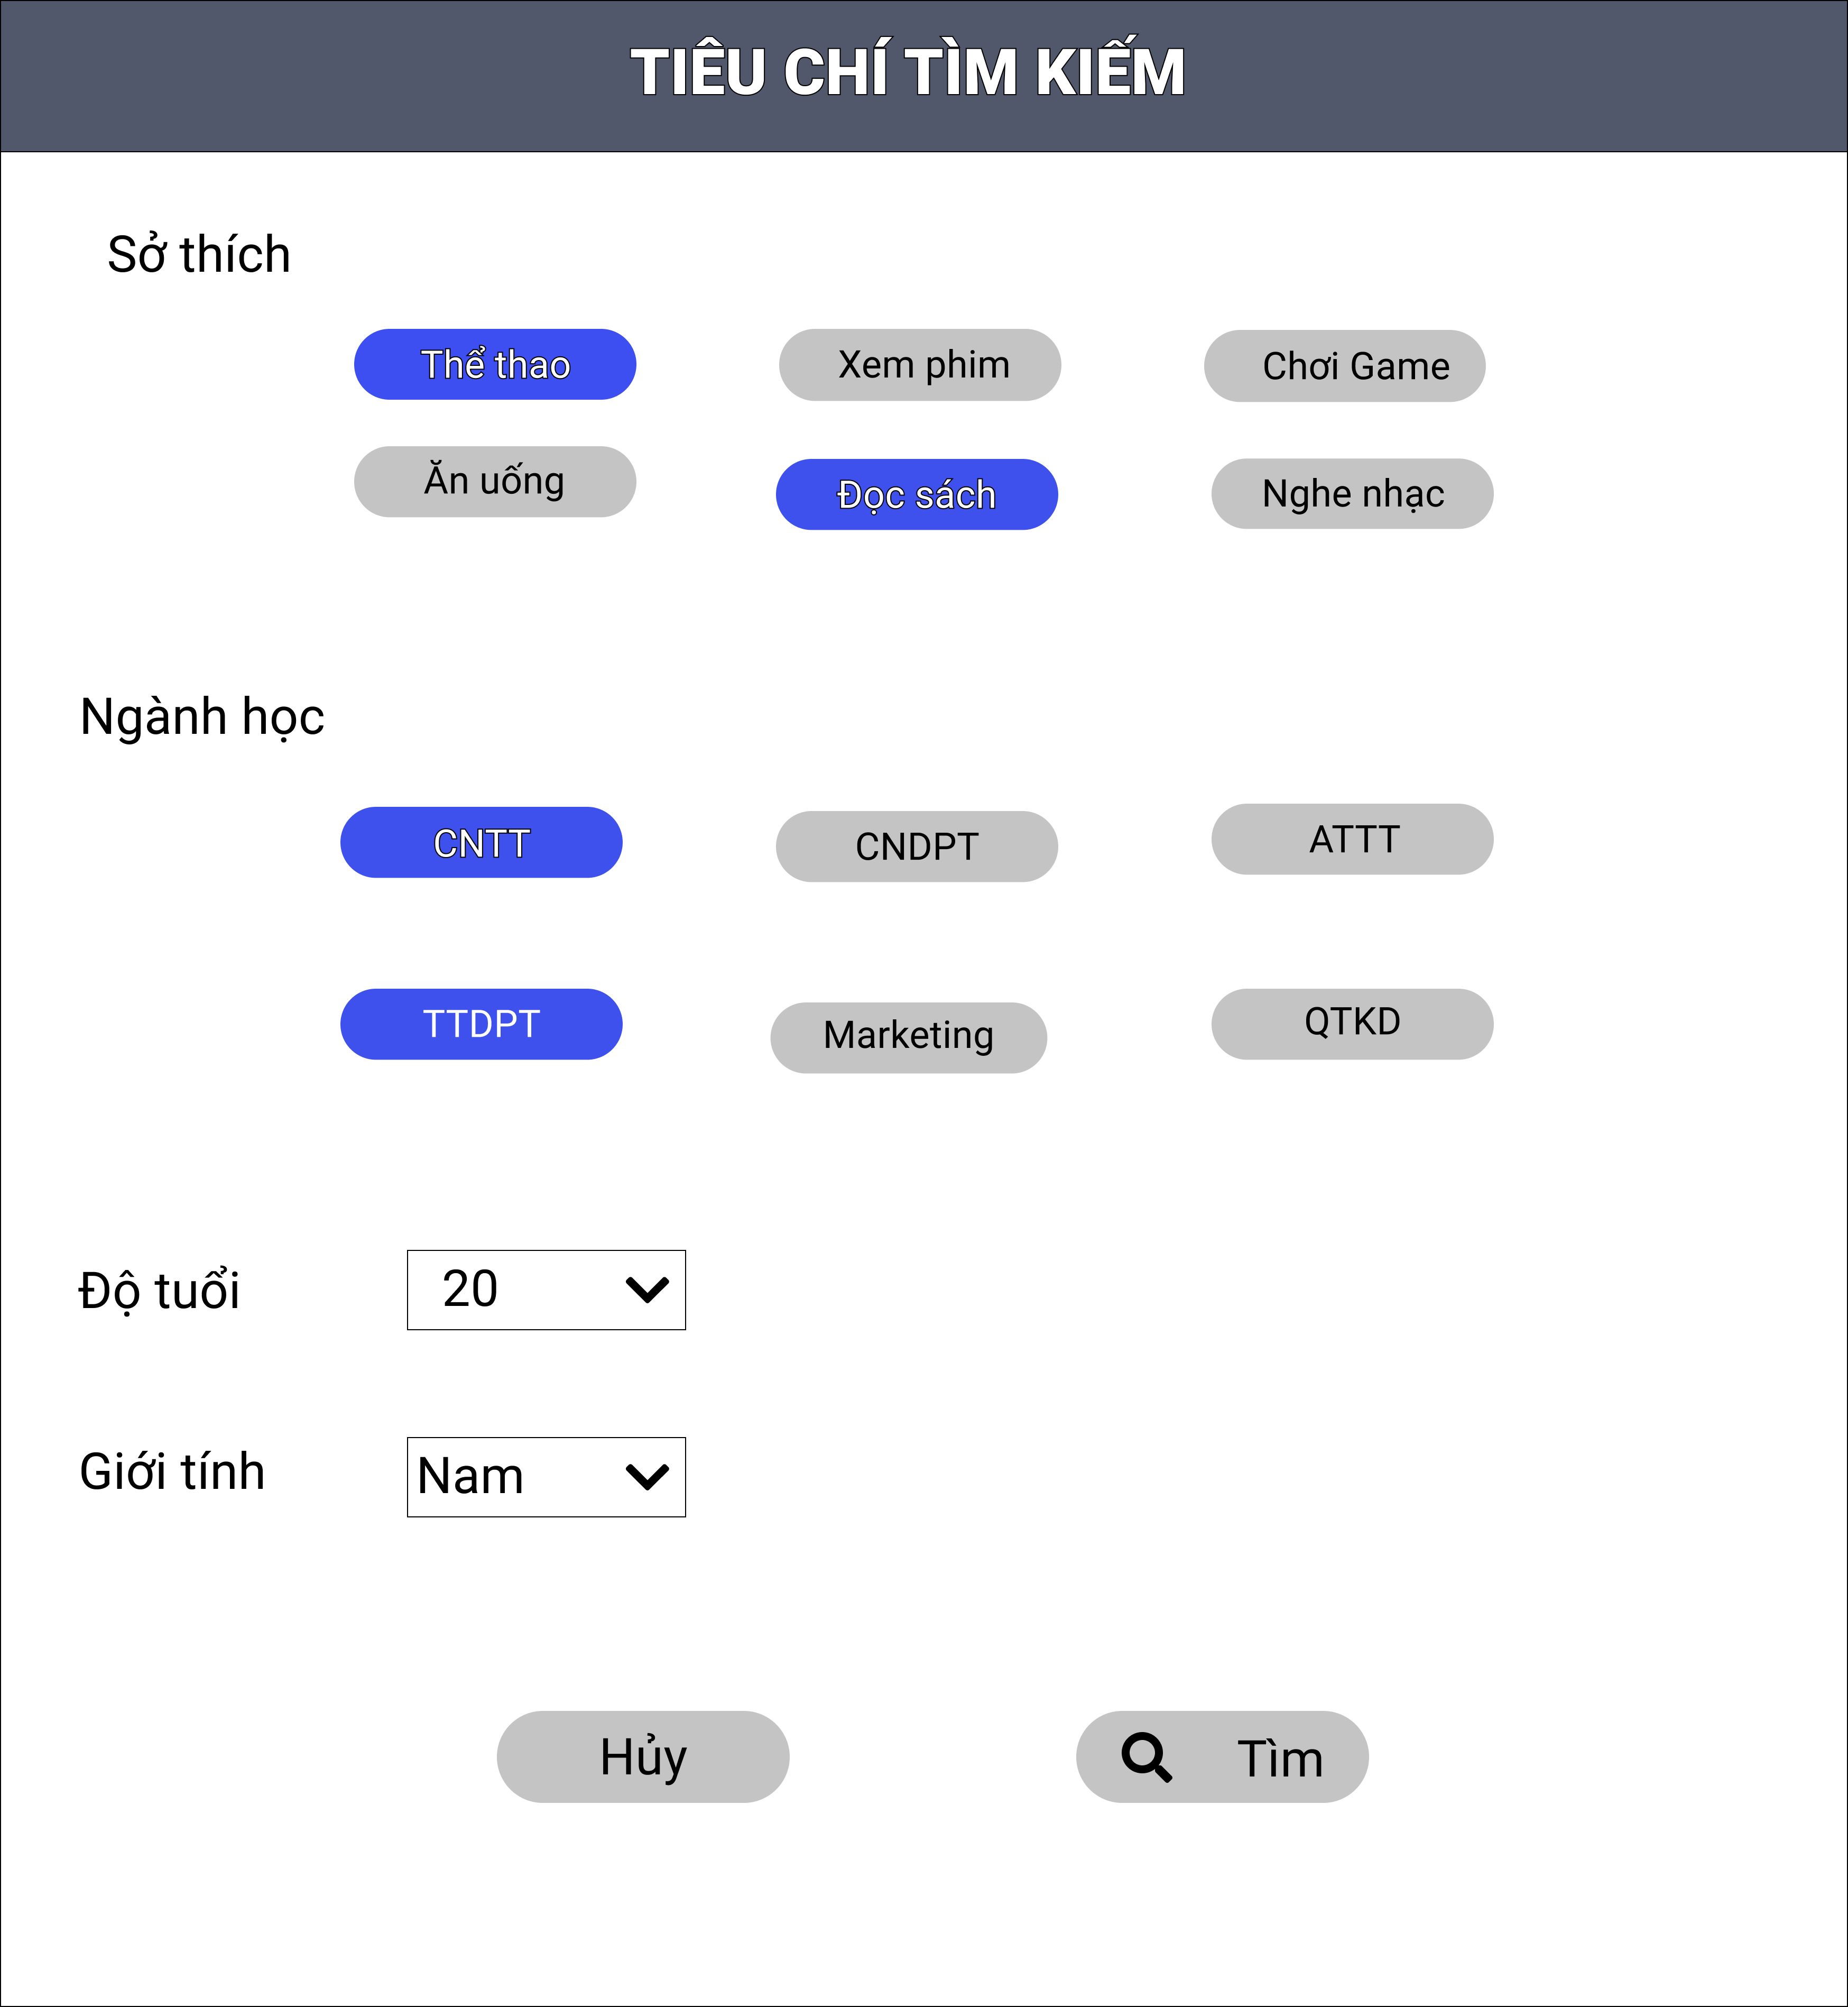 TIÊU CHÍ TÌM KIẾM
Sở thích
Thể thao Xem phim Chơi Game
Ăn uống Đọc sách Nghe nhạc
Ngành học
CNTT CNDPT ATTT
TTDPT Marketing QTKD
Độ tuổi 20
Giới tính Nam
Hủy Tìm